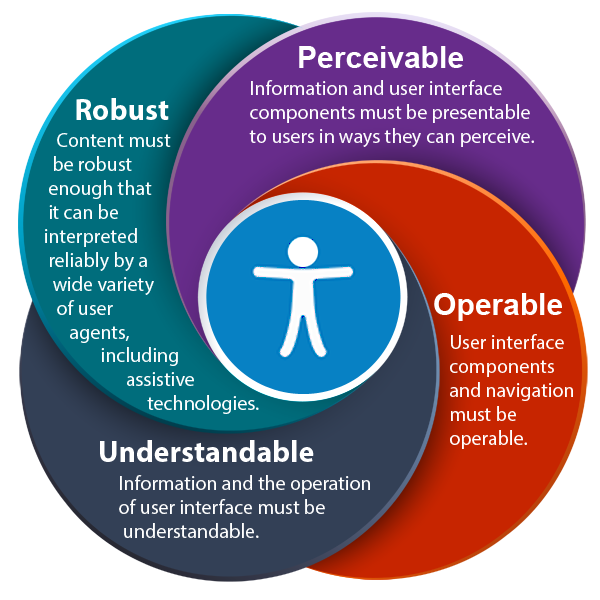 Perceivable
Information and user interface
components must be presentable
to users in ways they can perceive.
Operable
User interface
components
and navigation
must be
operable.
Understandable
Information and the operation
of user interface must be
understandable.
Robust
Content must
be robust
enough that
it can be
interpreted
reliably by a
wide variety
of user
agents,
including
assistive
technologies.